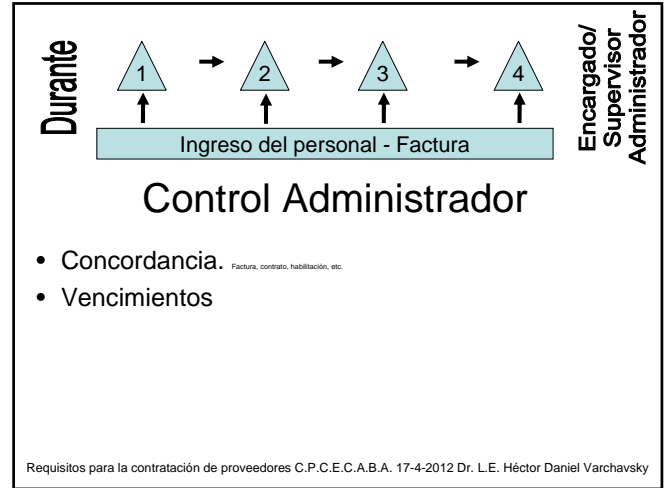 Durante
1
2
3
4
Encargado/
Supervisor
Administrador
Ingreso del personal - Factura
Control Administrador
• Concordancia. Factura, contrato, habilitación, etc.
• Vencimientos
Requisitos para la contratación de proveedores C.P.C.E.C.A.B.A. 17-4-2012 Dr. L.E. Héctor Daniel Varchavsky